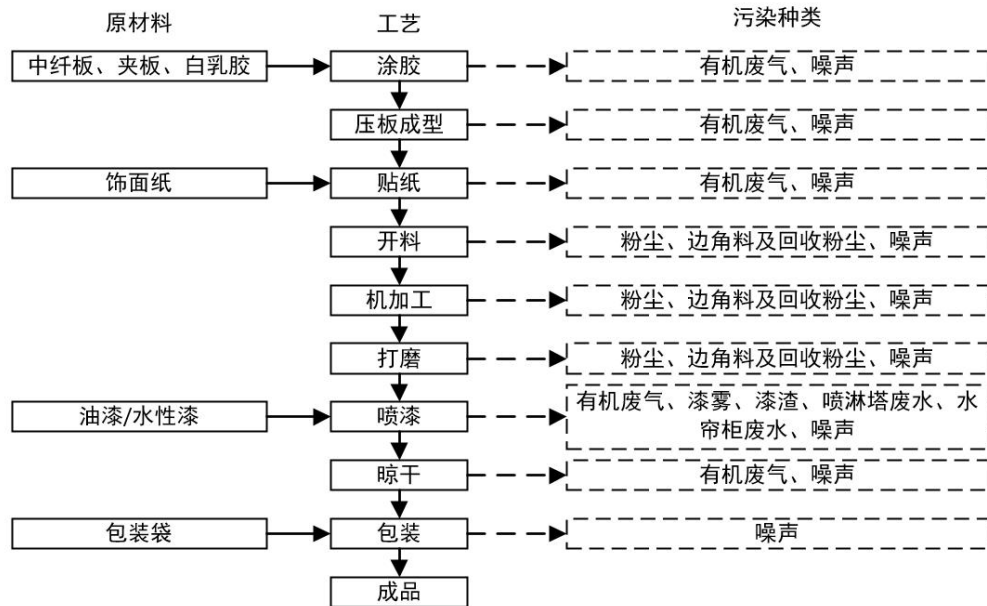 原材料 工艺 污染种类
中纤板、夹板、白乳胶 涂胶 有机废气、噪声
压板成型 有机废气、噪声
饰面纸 贴纸 有机废气、噪声
开料 粉尘、边角料及回收粉尘、噪声
机加工 粉尘、边角料及回收粉尘、噪声
打磨 粉尘、边角料及回收粉尘、噪声
油漆/水性漆 喷漆 有机废气、漆雾、漆渣、喷淋塔废水、水
帘柜废水、噪声
晾干 有机废气、噪声
包装袋 包装 噪声
成品